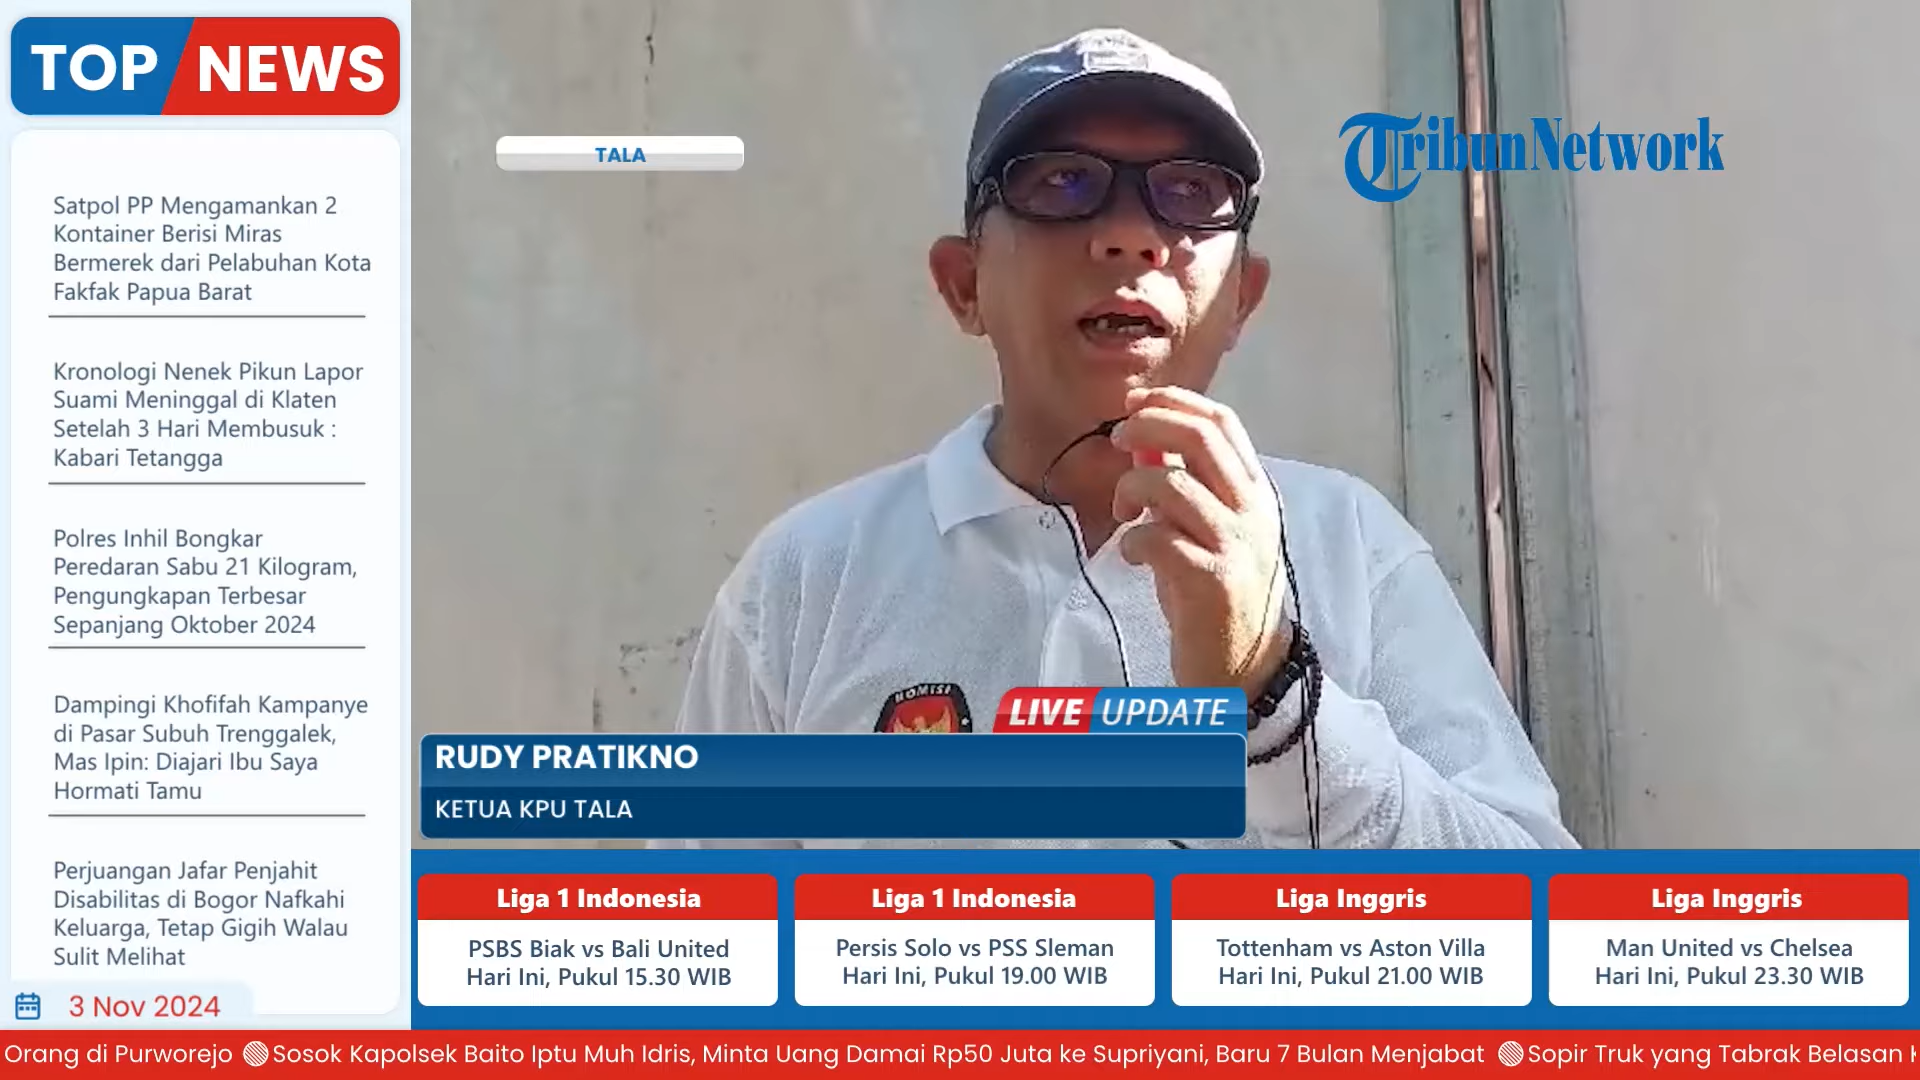 TOP NEWS
Satpol PP Mengamankan 2
Kontainer Berisi Miras
Bermerek dari Pelabuhan Kota
Fakfak Papua Barat
Kronologi Nenek Pikun Lapor
Suami Meninggal di Klaten
Setelah 3 Hari Membusuk :
Kabari Tetangga
Polres Inhil Bongkar
Peredaran Sabu 21 Kilogram,
Pengungkapan Terbesar
Sepanjang Oktober 2024
Dampingi Khofifah Kampanye
di Pasar Subuh Trenggalek,
Mas Ipin: Diajari Ibu Saya
Hormati Tamu
Perjuangan Jafar Penjahit
Disabilitas di Bogor Nafkahi
Keluarga, Tetap Gigih Walau
Sulit Melihat
3 Nov 2024
TALA
TribunNetwork
KOMISI
LIVE UPDATE
RUDY PRATIKNO
KETUA KPU TALA
Liga 1 Indonesia
PSBS Biak vs Bali United
Hari Ini, Pukul 15.30 WIB
Liga 1 Indonesia
Persis Solo vs PSS Sleman
Hari Ini, Pukul 19.00 WIB
Liga Inggris
Tottenham vs Aston Villa
Hari Ini, Pukul 21.00 WIB
Liga Inggris
Man United vs Chelsea
Hari Ini, Pukul 23.30 WIB
Orang di Purworejo Sosok Kapolsek Baito Iptu Muh Idris, Minta Uang Damai Rp50 Juta ke Supriyani, Baru 7 Bulan Menjabat Sopir Truk yang Tabrak Belasan